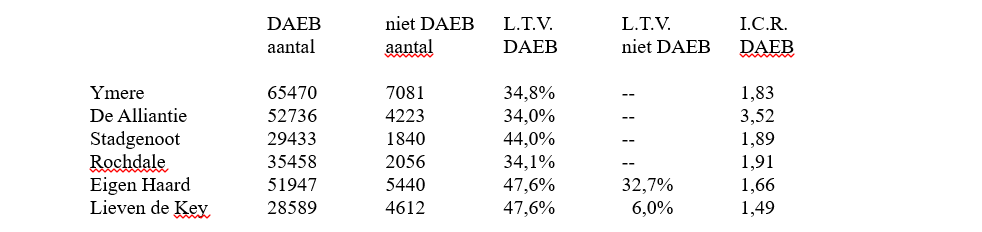 DAEB niet DAEB L.T.V. L.T.V. I.C.R.
aantal aantal DAEB niet DAEB DAEB
Ymere 65470 7081 34,8% -- 1,83
De Alliantie 52736 4223 34,0% -- 3,52
Stadgenoot 29433 1840 44,0% -- 1,89
Rochdale 35458 2056 34,1% -- 1,91
Eigen Haard 51947 5440 47,6% 32,7% 1,66
Lieven de Key 28589 4612 47,6% 6,0% 1,49